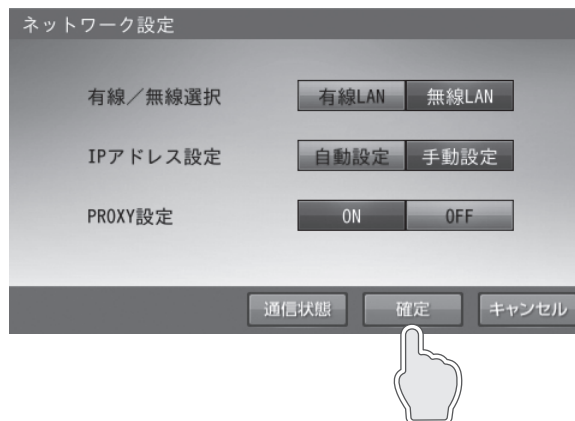 ネットワーク設定
有線／無線選択 有線LAN 無線LAN
IPアドレス設定 自動設定 手動設定
PROXY設定 ON OFF
通信状態 確定 キャンセル